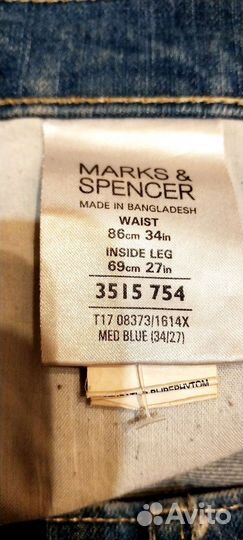 MARKS &
SPENCER
MADE IN BANGLADESH
WAIST
86cm 34in
INSIDE LEG
69cm 27in
3515 754
T17 08373/1614X
MED BLUE (34/27)
Avito